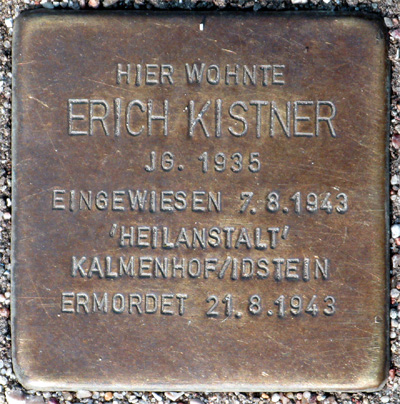 HIER WOHNTE
ERICH KISTNER
JG. 1935
EINGEWIESEN 7.8.1943
'HEILANSTALT'
KALMENHOF/IDSTEIN
ERMORDET 21.8.1943